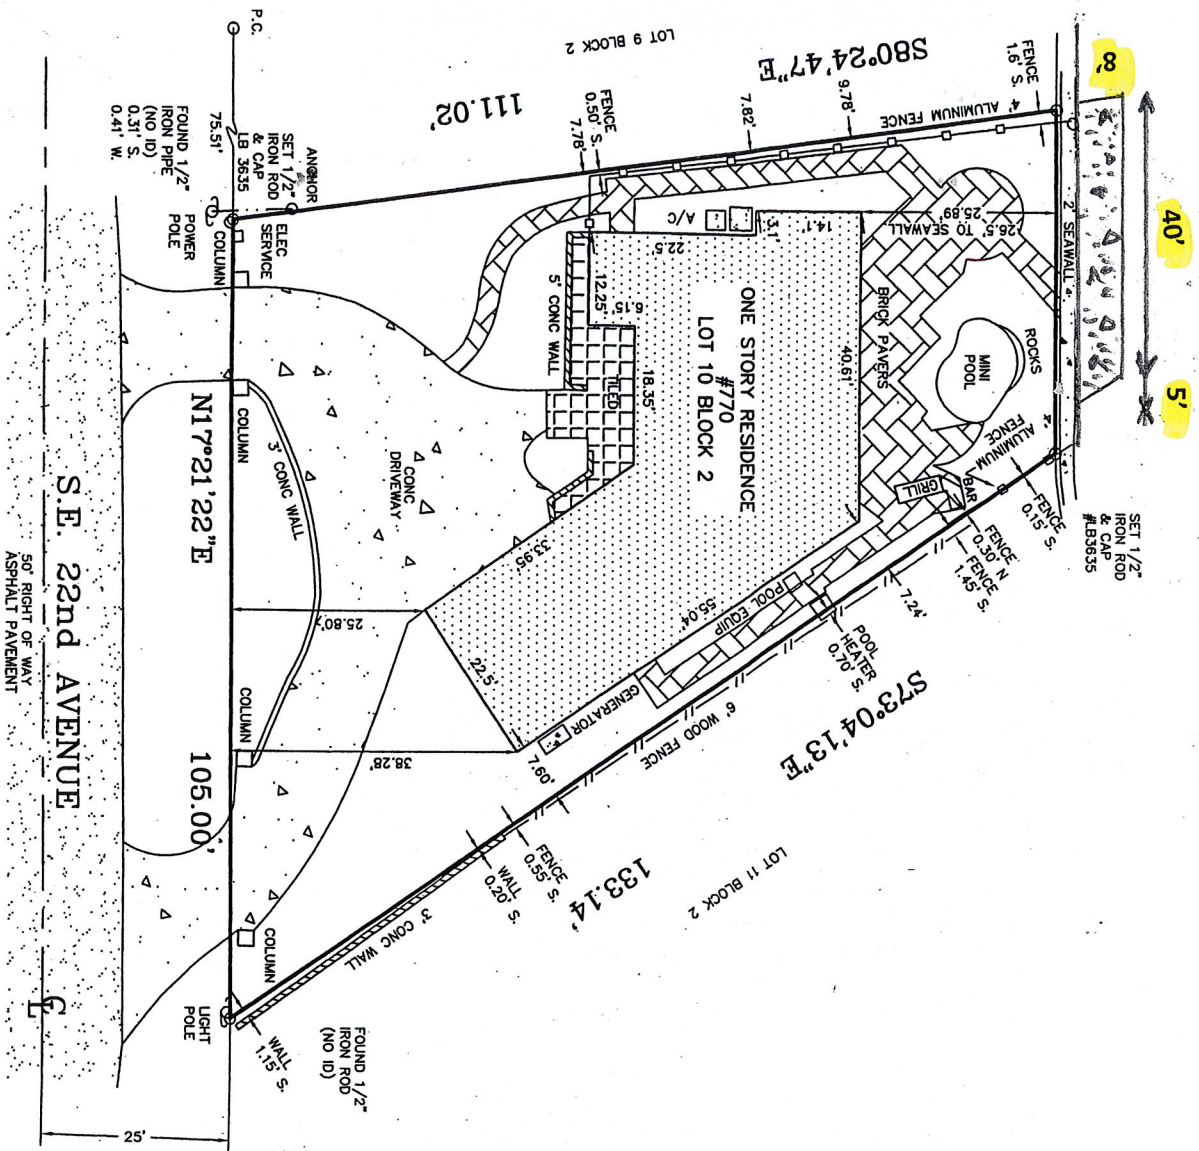 8'
40'
5'
LOT 9 BLOCK 2
S80°24'47"E
111.02'
FENCE
1.6' S.
4' ALUMINUM FENCE
9.78'
7.82'
FENCE
0.50' S.
7.78'
P.C.
75.51'
FOUND 1/2"
IRON PIPE
(NO ID)
0.31' S.
0.41' W.
SET 1/2"
IRON ROD
& CAP
LB 3635
ANCHOR
POWER
POLE
ELEC
SERVICE
COLUMN
A/C
22.5'
3.1'
14.1'
25.89'
26.5' TO SEAWALL
2' SEAWALL
BRICK PAVERS
ROCKS
MINI
POOL
4' ALUMINUM
FENCE
BAR
GRILL
SET 1/2"
IRON ROD
& CAP
#LB3635
FENCE
0.15' S.
FENCE
0.30' N
FENCE
1.45' S.
7.24'
ONE STORY RESIDENCE
#770
LOT 10 BLOCK 2
40.61'
5' CONC WALL
12.25'
6.15'
18.35'
TILED
CONC
DRIVEWAY
33.95'
55.04'
POOL EQUIP
POOL
HEATER
0.70' S.
GENERATOR
6' WOOD FENCE
S73°04'13"E
22.5'
7.60'
25.80'
38.28'
COLUMN
3' CONC WALL
COLUMN
COLUMN
N17°21'22"E
105.00'
133.14'
LOT 11 BLOCK 2
FENCE
0.55' S.
WALL
0.20' S.
3' CONC WALL
LIGHT
POLE
WALL
1.15' S.
FOUND 1/2"
IRON ROD
(NO ID)
S.E. 22nd AVENUE
50' RIGHT OF WAY
ASPHALT PAVEMENT
25'